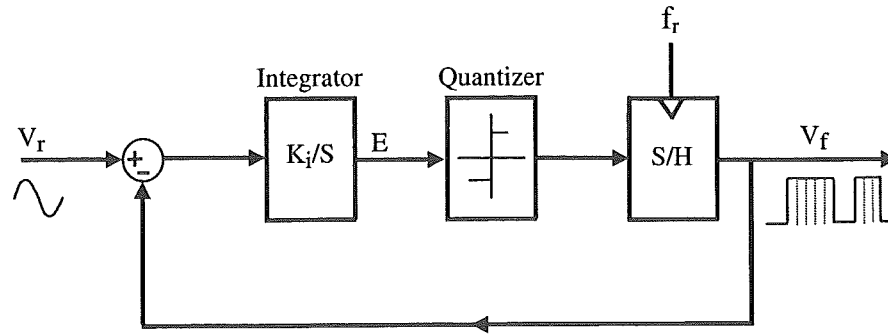 f_r
Integrator
Quantizer
V_r
+
-
K_i/S
E
S/H
V_f